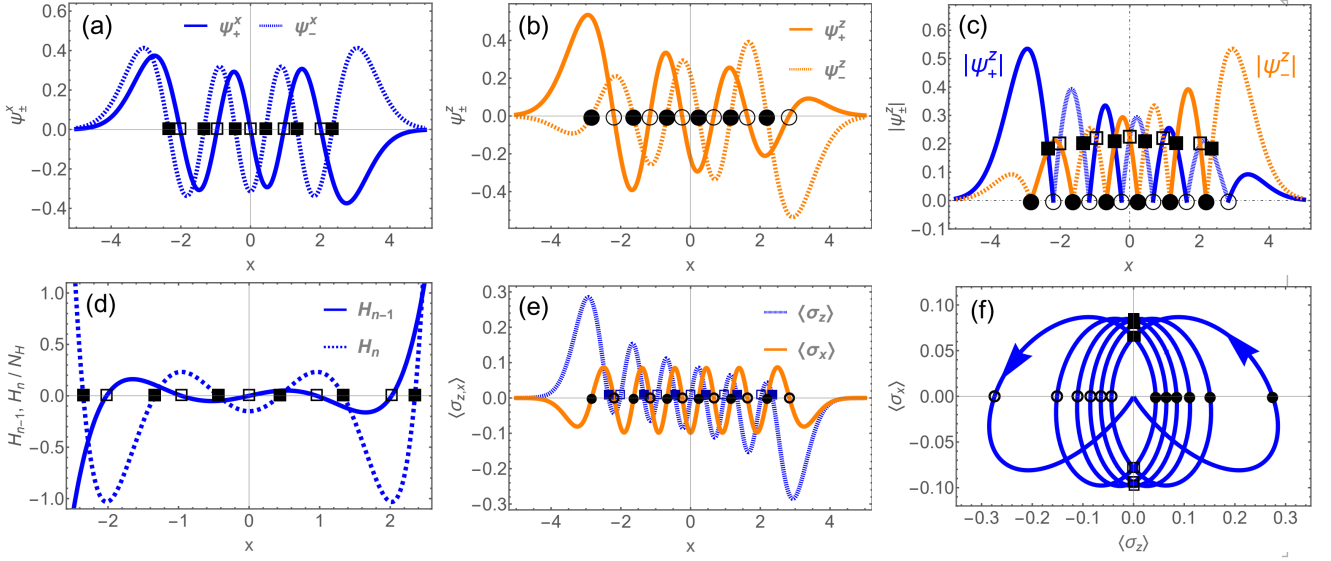 (a)
ψ₊ˣ ψ₋ˣ
ψ±ˣ
0.4
0.2
0.0
-0.2
-0.4
-4 -2 0 2 4
x
(b)
ψ₊ᶻ
ψ₋ᶻ
ψ±ᶻ
0.4
0.2
0.0
-0.2
-0.4
-4 -2 0 2 4
x
(c)
|ψ₊ᶻ| |ψ₋ᶻ|
|ψ±ᶻ|
0.6
0.5
0.4
0.3
0.2
0.1
0.0
-0.1
-4 -2 0 2 4
x
(d)
Hₙ₋₁
Hₙ
Hₙ₋₁, Hₙ / N_H
1.0
0.5
0.0
-0.5
-1.0
-2 -1 0 1 2
x
(e)
⟨σz⟩
⟨σₓ⟩
⟨σz,x⟩
0.3
0.2
0.1
0.0
-0.1
-0.2
-0.3
-4 -2 0 2 4
x
(f)
⟨σₓ⟩
0.10
0.05
0.00
-0.05
-0.10
-0.3 -0.2 -0.1 0.0 0.1 0.2 0.3
⟨σz⟩